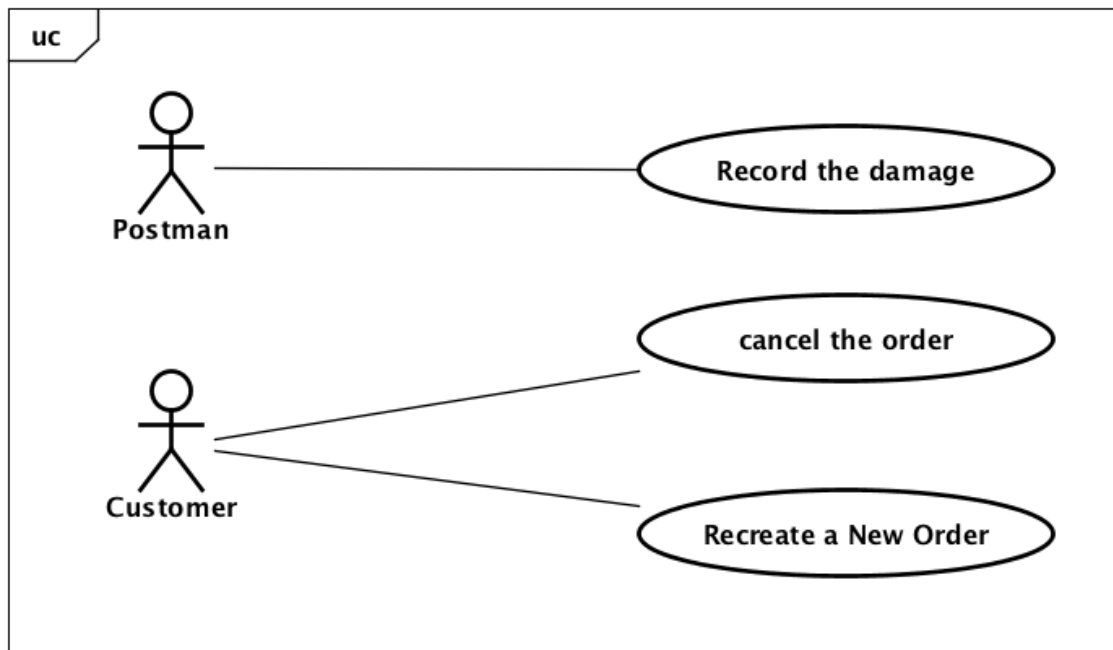 uc
Postman
Record the damage
cancel the order
Customer
Recreate a New Order